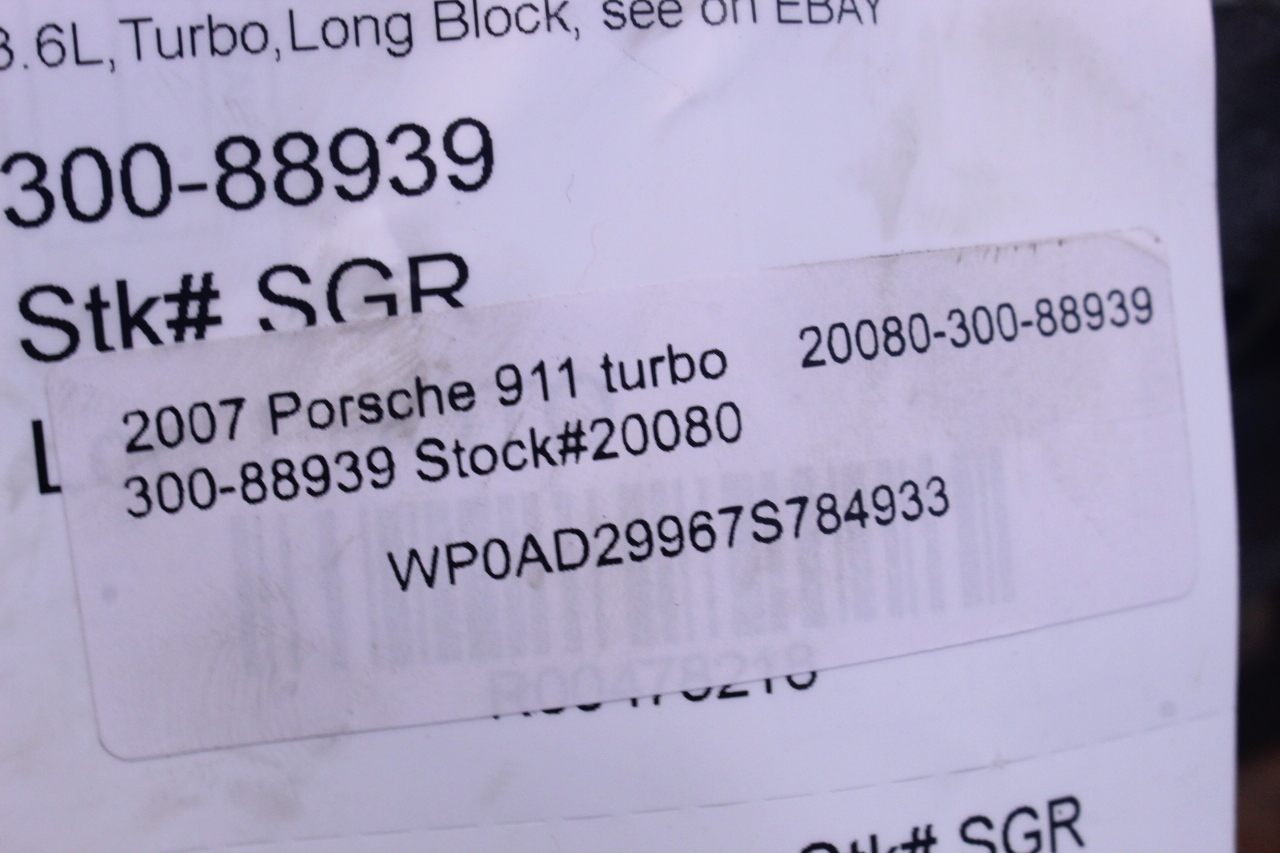 3.6L, Turbo, Long Block, see on EBAY
300-88939
Stk# SGR
2007 Porsche 911 turbo 20080-300-88939
L
300-88939 Stock#20080
WP0AD29967S784933
R00478218
Stk# SGR